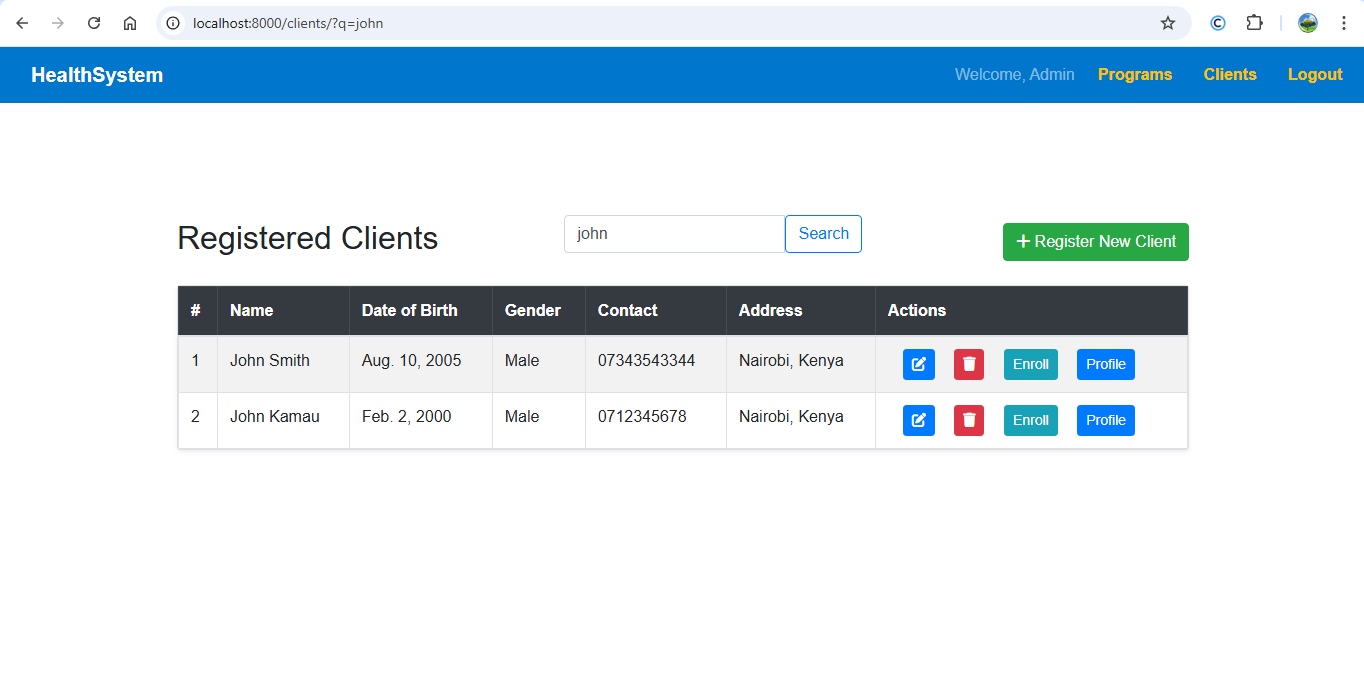 localhost:8000/clients/?q=john
HealthSystem Welcome, Admin Programs Clients Logout
Registered Clients john Search + Register New Client
# Name Date of Birth Gender Contact Address Actions
1 John Smith Aug. 10, 2005 Male 07343543344 Nairobi, Kenya Enroll Profile
2 John Kamau Feb. 2, 2000 Male 0712345678 Nairobi, Kenya Enroll Profile